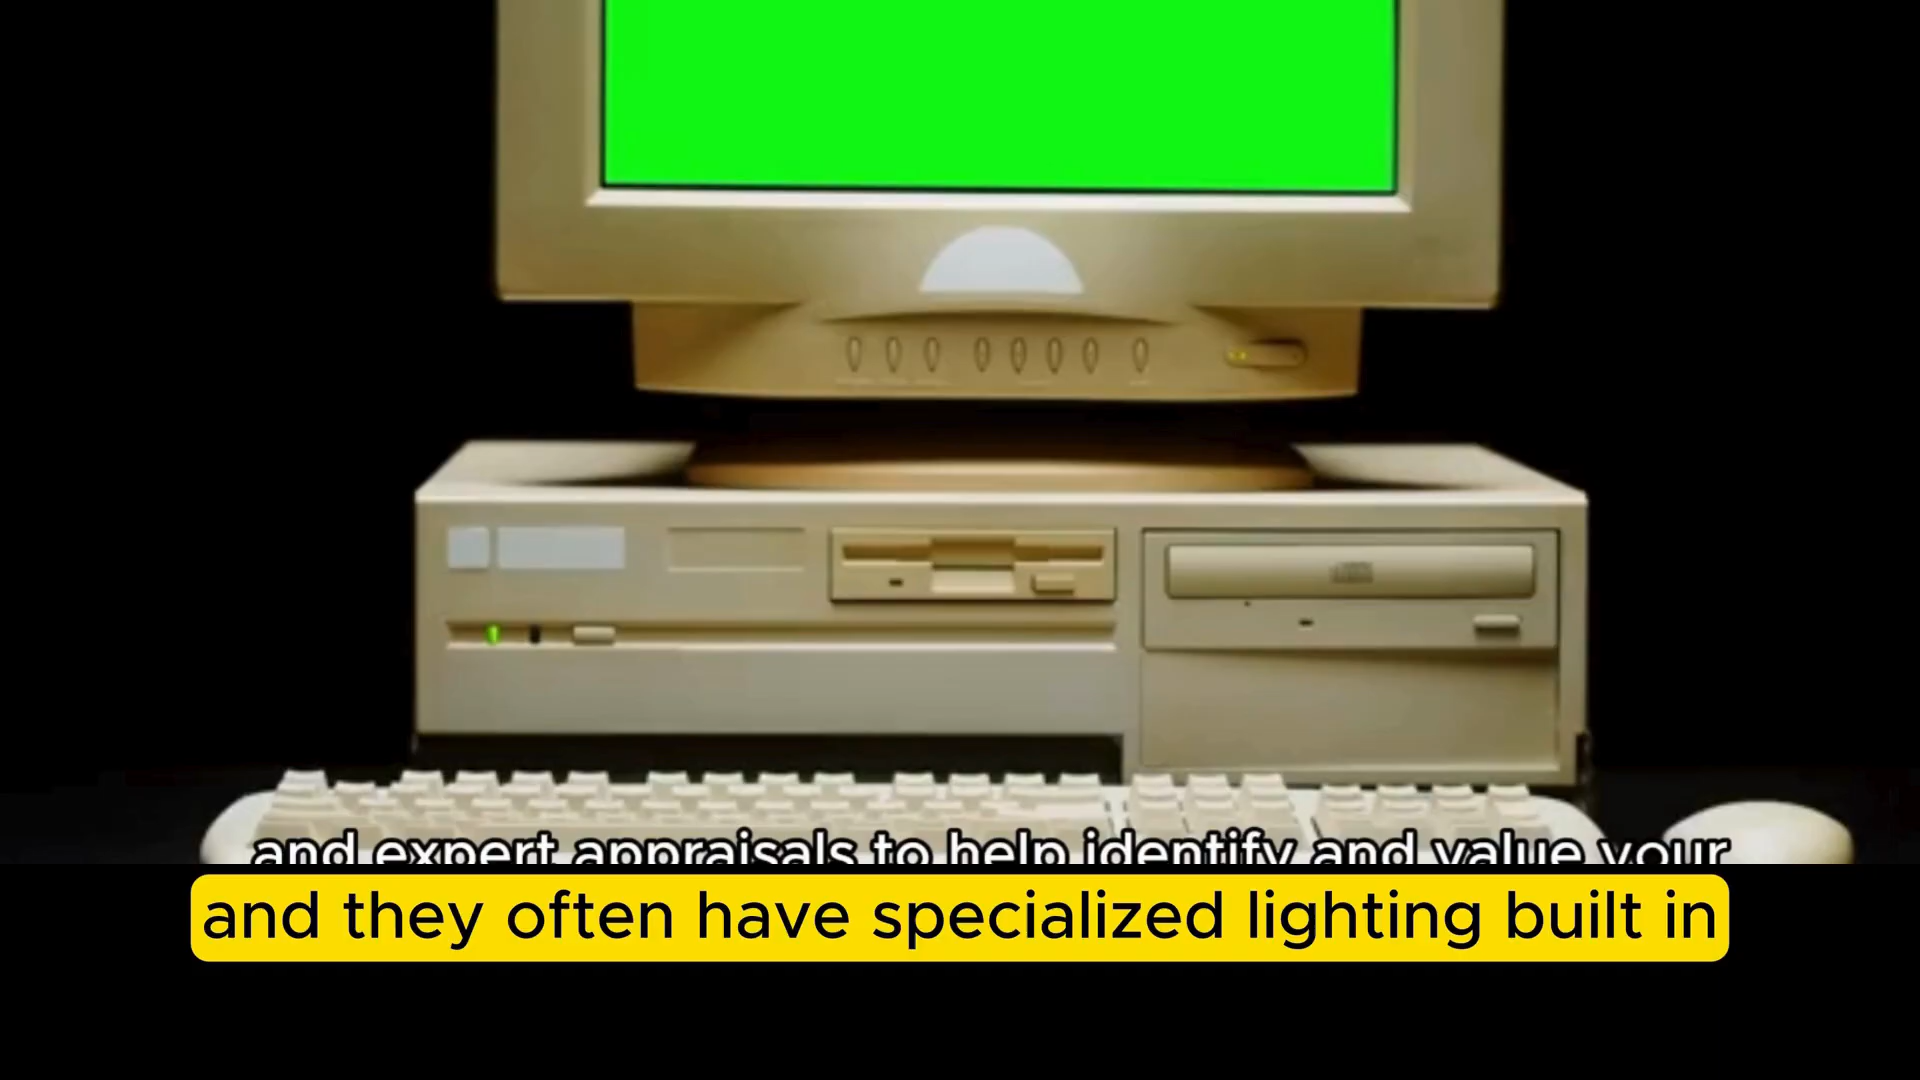 and expert appraisals to help identify and value your
and they often have specialized lighting built in